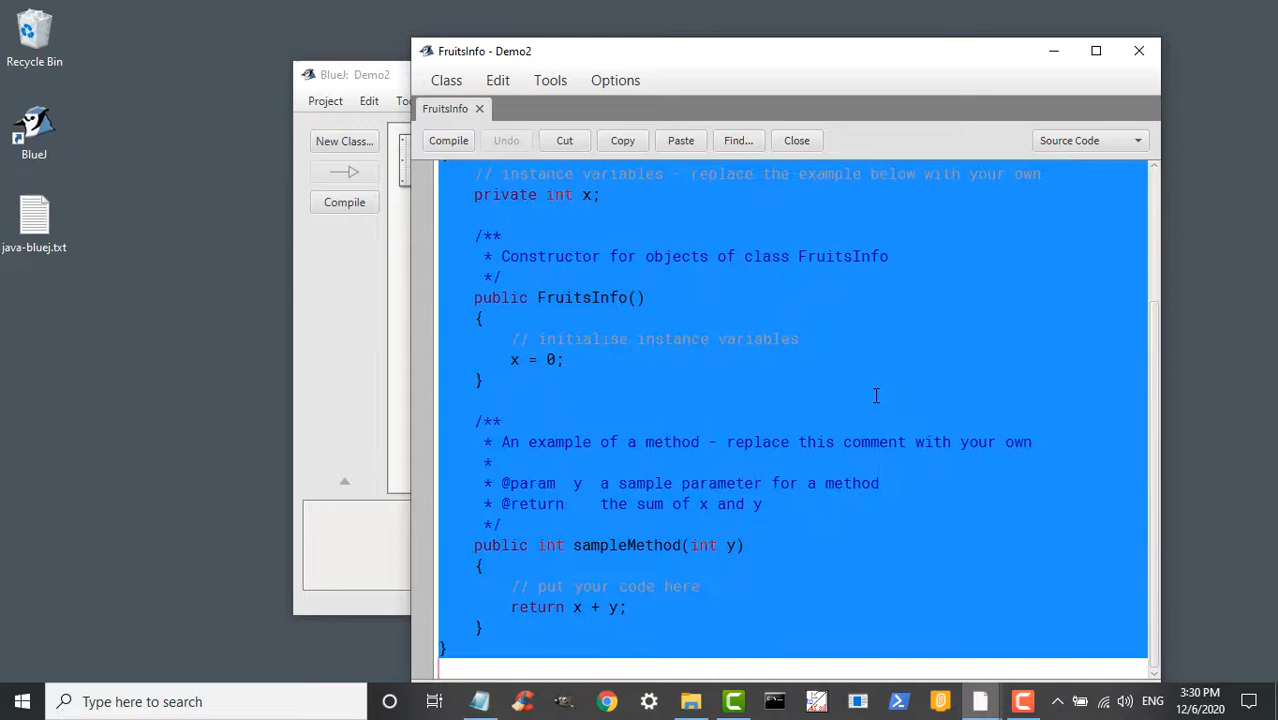 Recycle Bin
BlueJ
java-bluej.txt
BlueJ: Demo2
Project Edit
New Class...
Compile
FruitsInfo - Demo2
Class Edit Tools Options
FruitsInfo
Compile Undo Cut Copy Paste Find... Close Source Code
// instance variables - replace the example below with your own
private int x;
/**
* Constructor for objects of class FruitsInfo
*/
public FruitsInfo()
{
// initialise instance variables
x = 0;
}
/**
* An example of a method - replace this comment with your own
*
* @param y a sample parameter for a method
* @return the sum of x and y
*/
public int sampleMethod(int y)
{
// put your code here
return x + y;
}
}
Type here to search
ENG
3:30 PM
12/6/2020